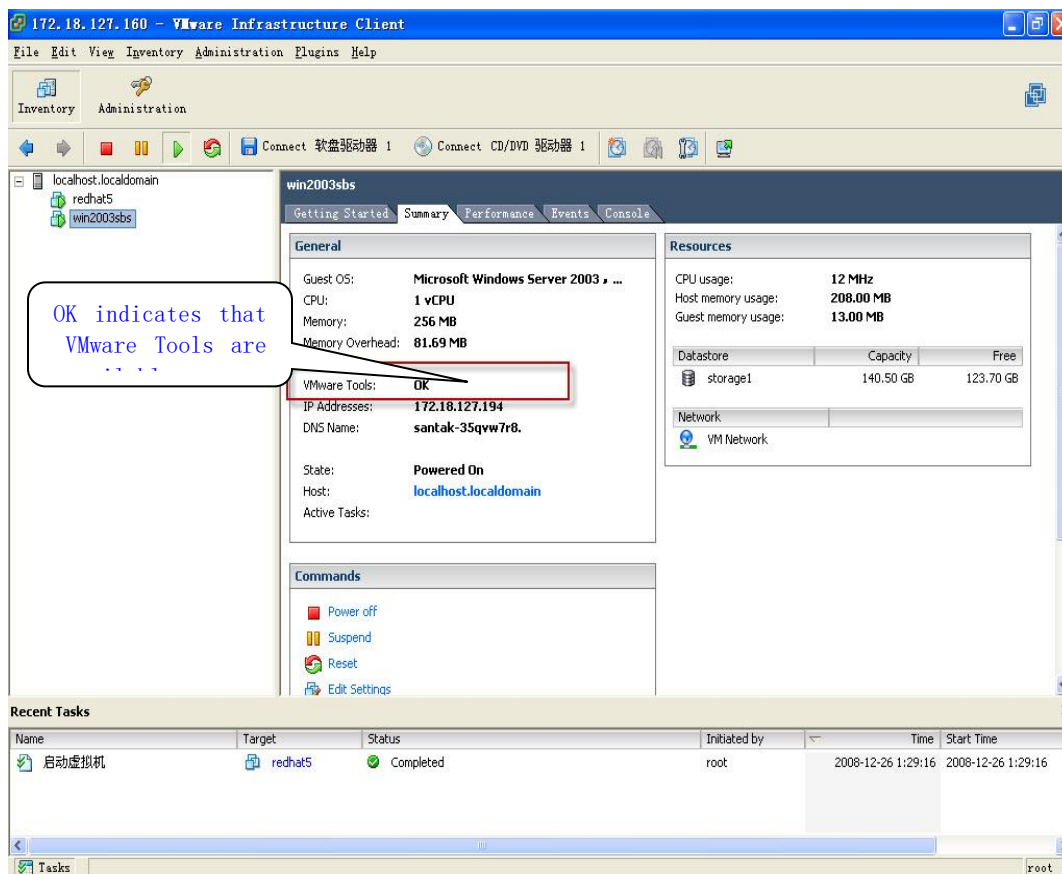 172.18.127.160 - VMware Infrastructure Client
File Edit View Inventory Administration Plugins Help
Inventory Administration
Connect 软盘驱动器 1 Connect CD/DVD 驱动器 1
localhost.localdomain
redhat5
win2003sbs
win2003sbs
Getting Started Summary Performance Events Console
General
Guest OS: Microsoft Windows Server 2003, ...
CPU: 1 vCPU
Memory: 256 MB
Memory Overhead: 81.69 MB
VMware Tools: OK
IP Addresses: 172.18.127.194
DNS Name: santak-35qvw7r8.
State: Powered On
Host: localhost.localdomain
Active Tasks:
OK indicates that
VMware Tools are
Resources
CPU usage: 12 MHz
Host memory usage: 208.00 MB
Guest memory usage: 13.00 MB
Datastore Capacity Free
storage1 140.50 GB 123.70 GB
Network
VM Network
Commands
Power off
Suspend
Reset
Edit Settings
Recent Tasks
Name Target Status Initiated by Time Start Time
启动虚拟机 redhat5 Completed root 2008-12-26 1:29:16 2008-12-26 1:29:16
Tasks root